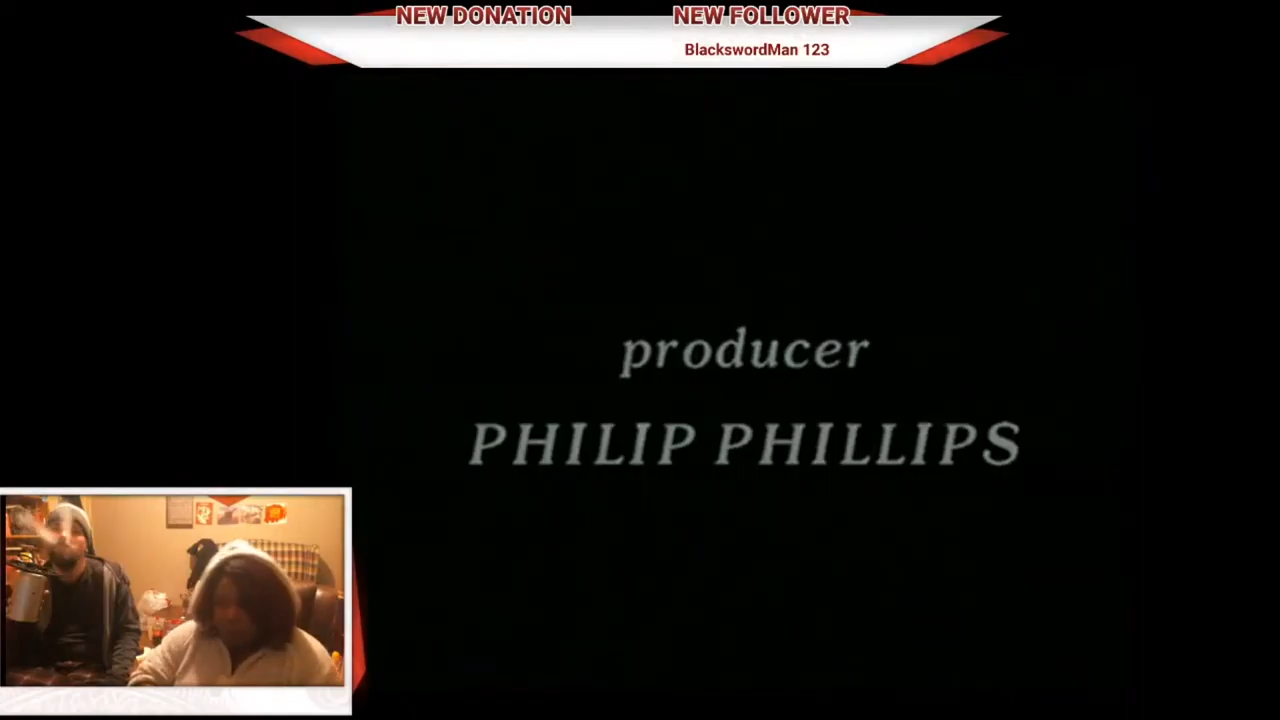 NEW DONATION
NEW FOLLOWER
BlackswordMan 123
producer
PHILIP PHILLIPS